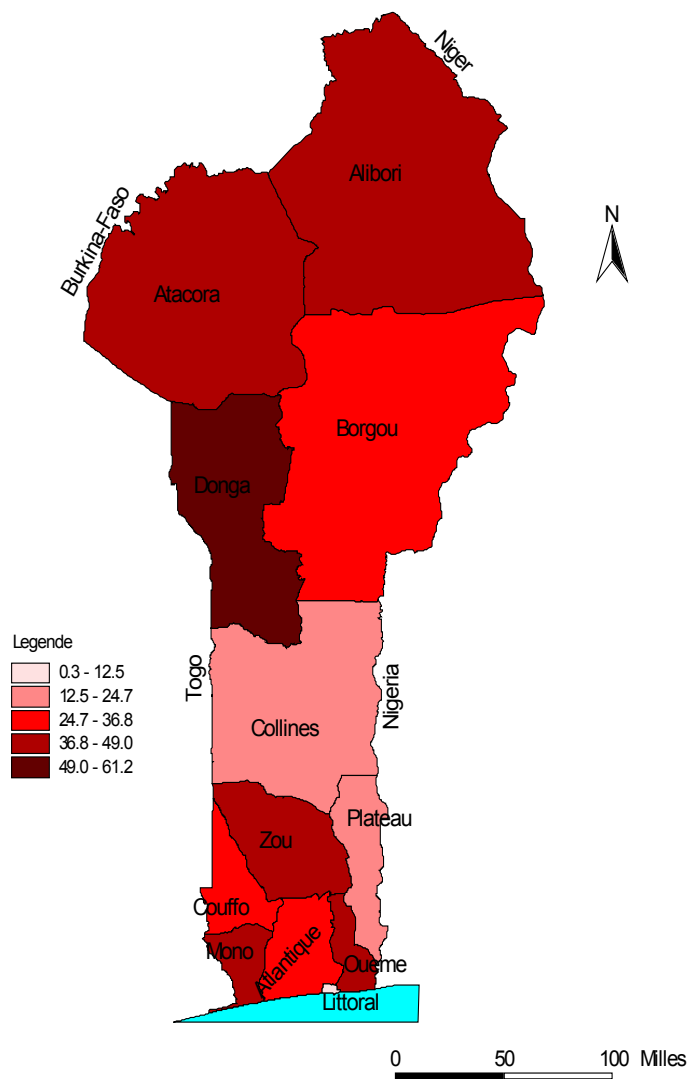 Niger
Alibori
Burkina-Faso
N
Atacora
Borgou
Donga
Legende
0.3 - 12.5
12.5 - 24.7
24.7 - 36.8
36.8 - 49.0
49.0 - 61.2
Togo
Nigeria
Collines
Plateau
Zou
Couffo
Mono
Atlantique
Oueme
Littoral
0 50 100 Milles